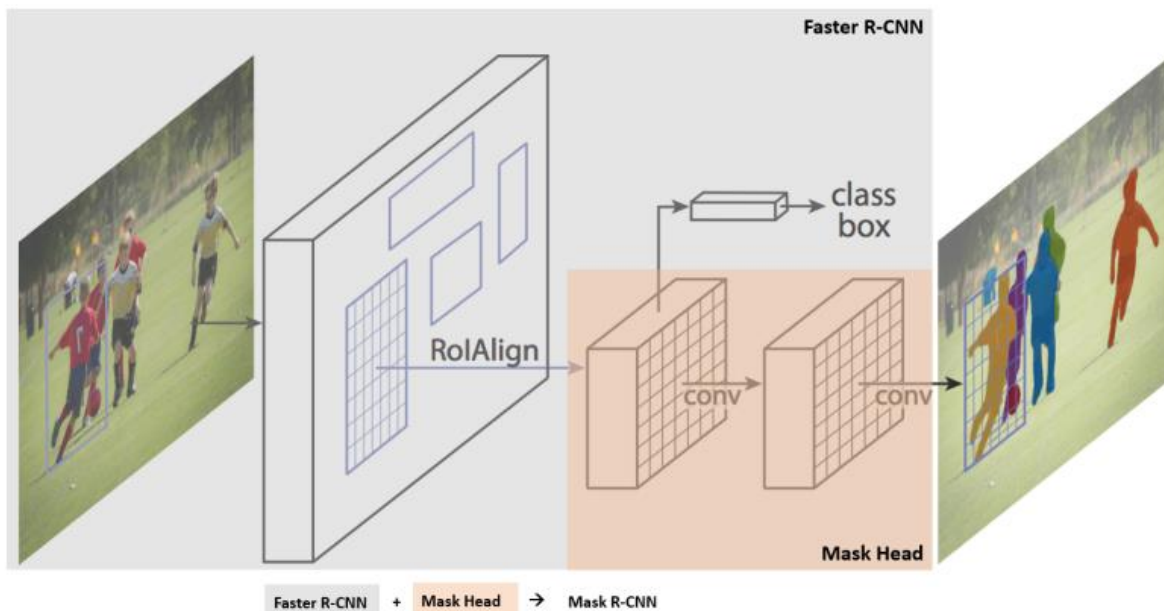 Faster R-CNN
class
box
RoIAlign
conv
conv
Mask Head
Faster R-CNN + Mask Head → Mask R-CNN